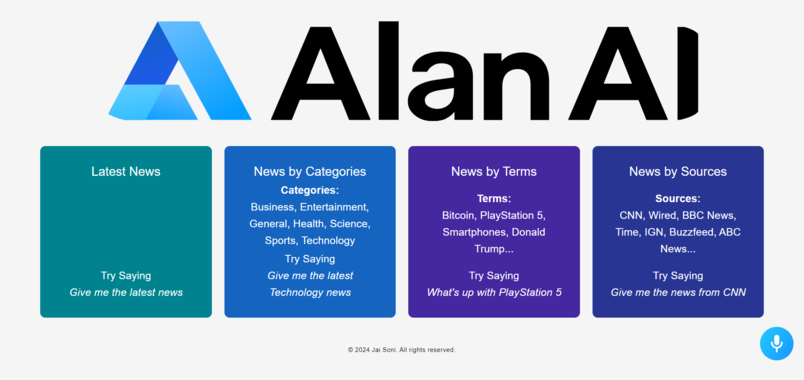 Alan AI
Latest News
Try Saying
Give me the latest news
News by Categories
Categories:
Business, Entertainment,
General, Health, Science,
Sports, Technology
Try Saying
Give me the latest
Technology news
News by Terms
Terms:
Bitcoin, PlayStation 5,
Smartphones, Donald
Trump...
Try Saying
What's up with PlayStation 5
News by Sources
Sources:
CNN, Wired, BBC News,
Time, IGN, Buzzfeed, ABC
News...
Try Saying
Give me the news from CNN
© 2024 Jai Soni. All rights reserved.